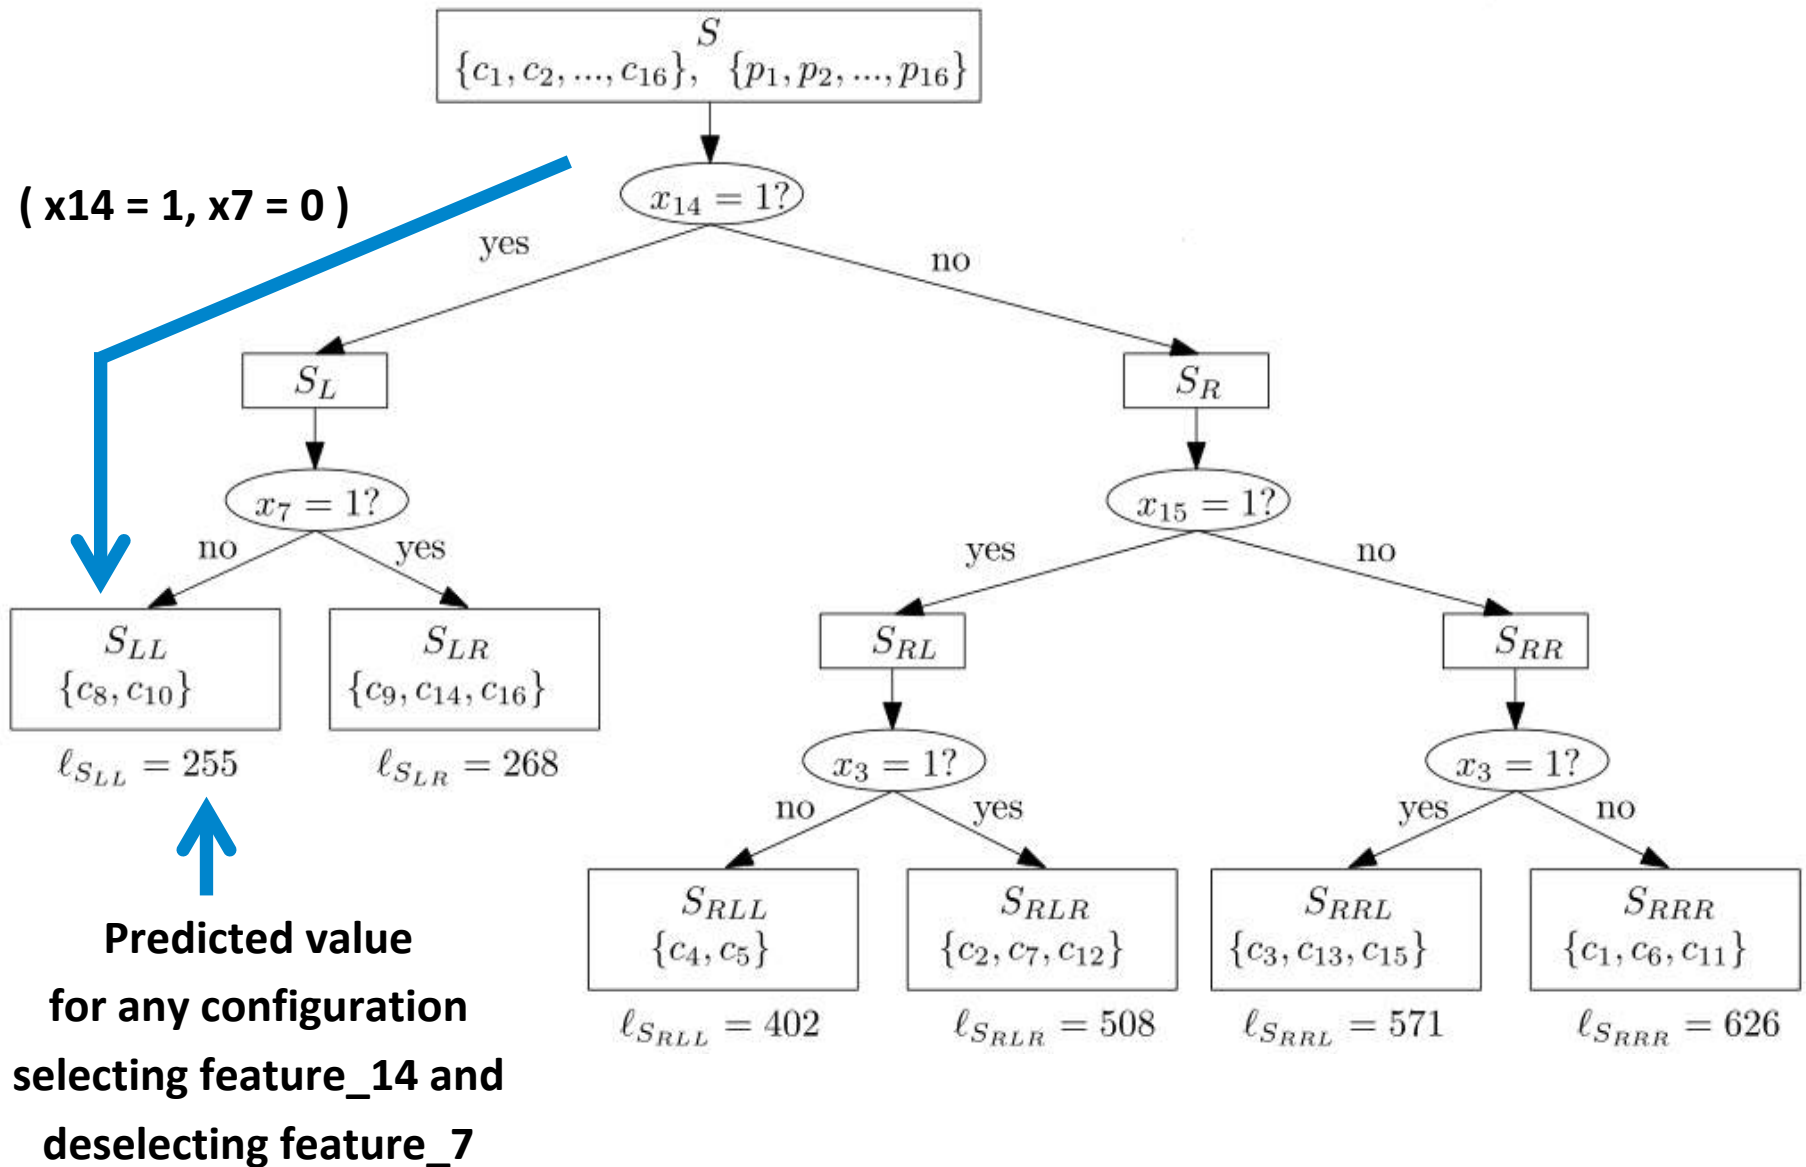 S
{c1, c2, ..., c16}, {p1, p2, ..., p16}
( x14 = 1, x7 = 0 )
x14 = 1?
yes
no
SL
SR
x7 = 1?
x15 = 1?
no
yes
yes
no
SLL
{c8, c10}
SLR
{c9, c14, c16}
SRL
SRR
ℓSLL = 255
ℓSLR = 268
x3 = 1?
x3 = 1?
no
yes
yes
no
SRLL
{c4, c5}
SRLR
{c2, c7, c12}
SRRL
{c3, c13, c15}
SRRR
{c1, c6, c11}
ℓSRLL = 402
ℓSRLR = 508
ℓSRRL = 571
ℓSRRR = 626
Predicted value
for any configuration
selecting feature_14 and
deselecting feature_7